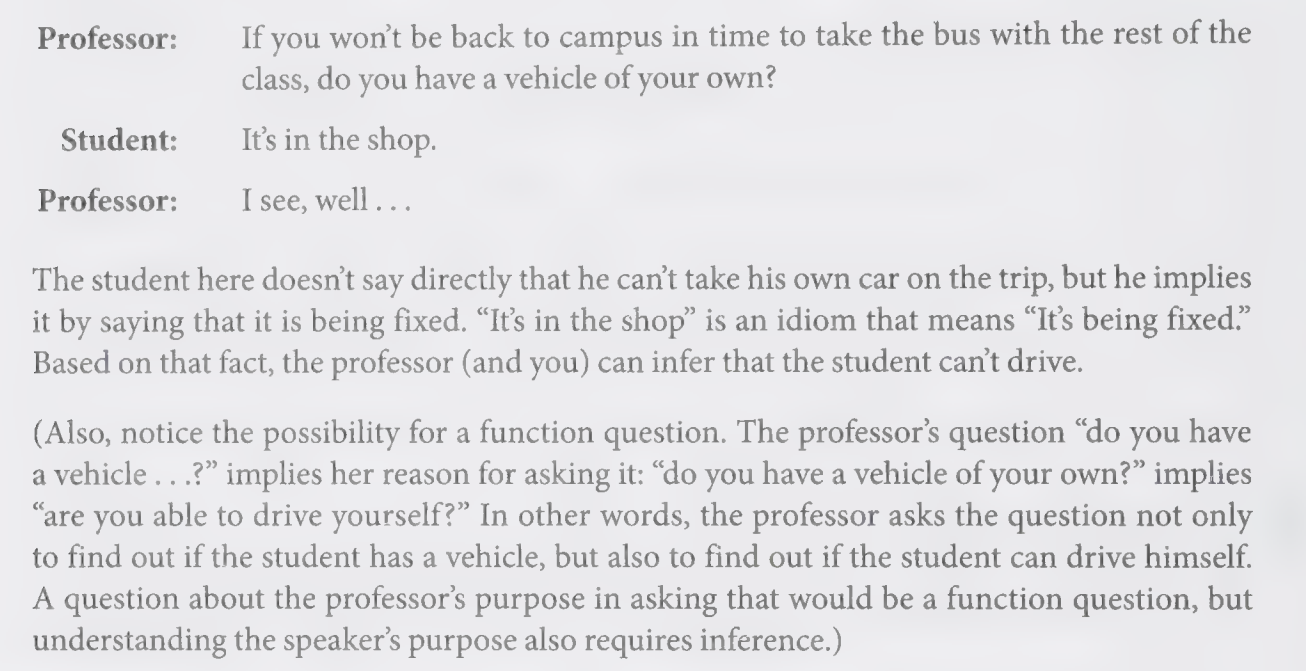 Professor: If you won't be back to campus in time to take the bus with the rest of the
class, do you have a vehicle of your own?
Student: It's in the shop.
Professor: I see, well . . .
The student here doesn't say directly that he can't take his own car on the trip, but he implies
it by saying that it is being fixed. “It's in the shop” is an idiom that means “It's being fixed.”
Based on that fact, the professor (and you) can infer that the student can't drive.
(Also, notice the possibility for a function question. The professor's question “do you have
a vehicle . . .?” implies her reason for asking it: “do you have a vehicle of your own?” implies
“are you able to drive yourself?” In other words, the professor asks the question not only
to find out if the student has a vehicle, but also to find out if the student can drive himself.
A question about the professor's purpose in asking that would be a function question, but
understanding the speaker's purpose also requires inference.)